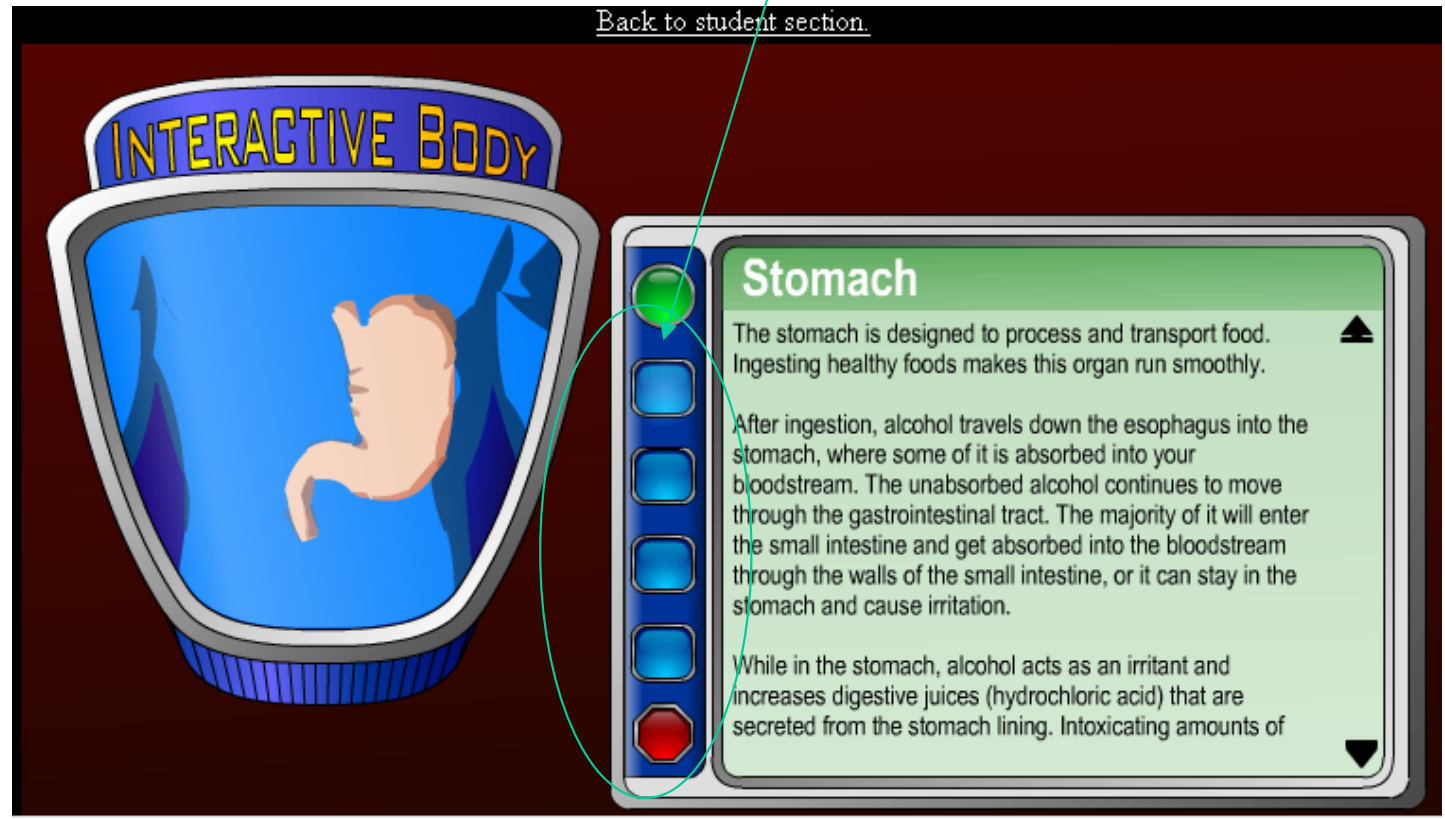 Back to student section.
INTERACTIVE BODY
Stomach
The stomach is designed to process and transport food.
Ingesting healthy foods makes this organ run smoothly.
After ingestion, alcohol travels down the esophagus into the
stomach, where some of it is absorbed into your
bloodstream. The unabsorbed alcohol continues to move
through the gastrointestinal tract. The majority of it will enter
the small intestine and get absorbed into the bloodstream
through the walls of the small intestine, or it can stay in the
stomach and cause irritation.
While in the stomach, alcohol acts as an irritant and
increases digestive juices (hydrochloric acid) that are
secreted from the stomach lining. Intoxicating amounts of